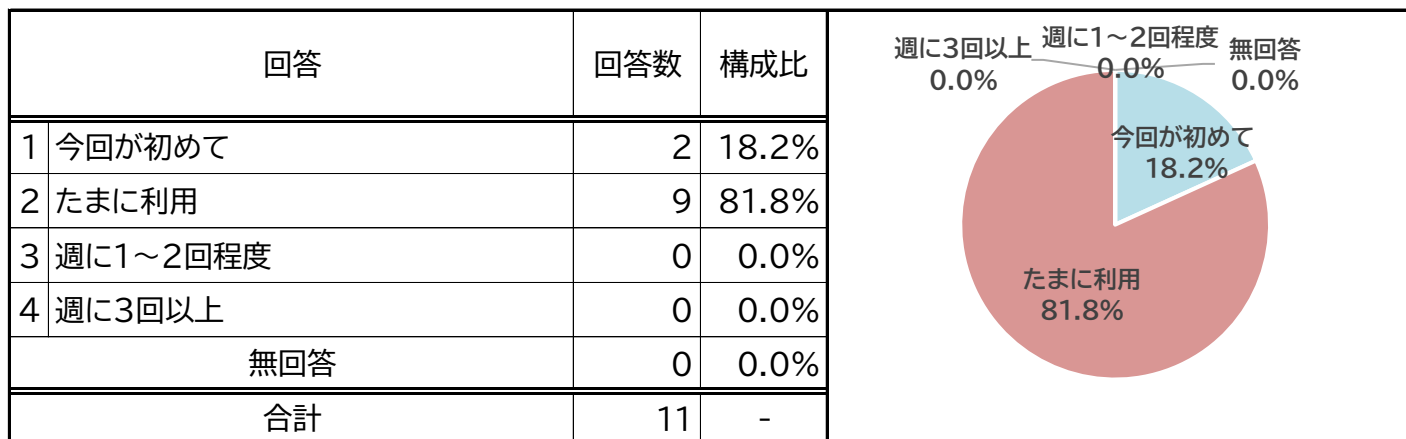 回答 回答数 構成比
1 今回が初めて 2 18.2%
2 たまに利用 9 81.8%
3 週に1～2回程度 0 0.0%
4 週に3回以上 0 0.0%
無回答 0 0.0%
合計 11 -
週に3回以上
0.0%
週に1～2回程度
0.0%
無回答
0.0%
今回が初めて
18.2%
たまに利用
81.8%